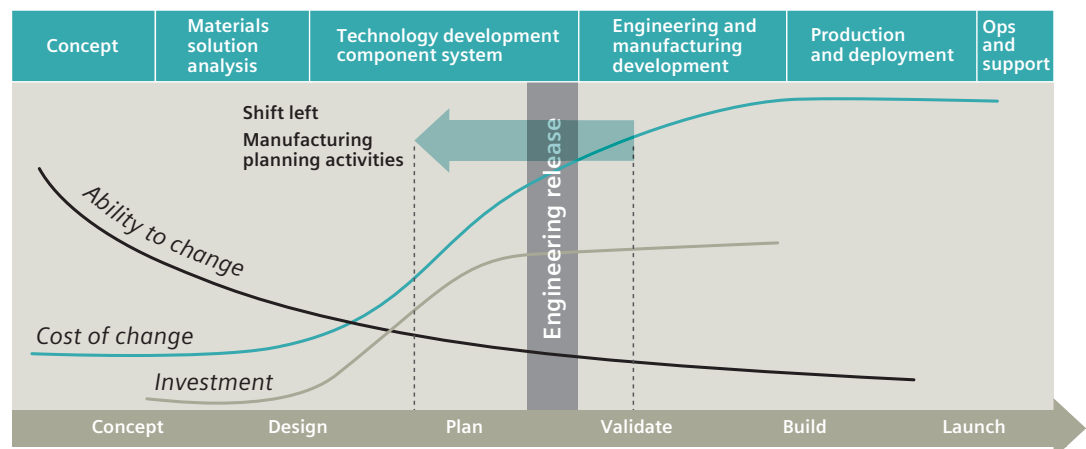 Concept
Materials
solution
analysis
Technology development
component system
Engineering and
manufacturing
development
Production
and deployment
Ops
and
support
Shift left
Manufacturing
planning activities
Engineering release
Ability to change
Cost of change
Investment
Concept
Design
Plan
Validate
Build
Launch